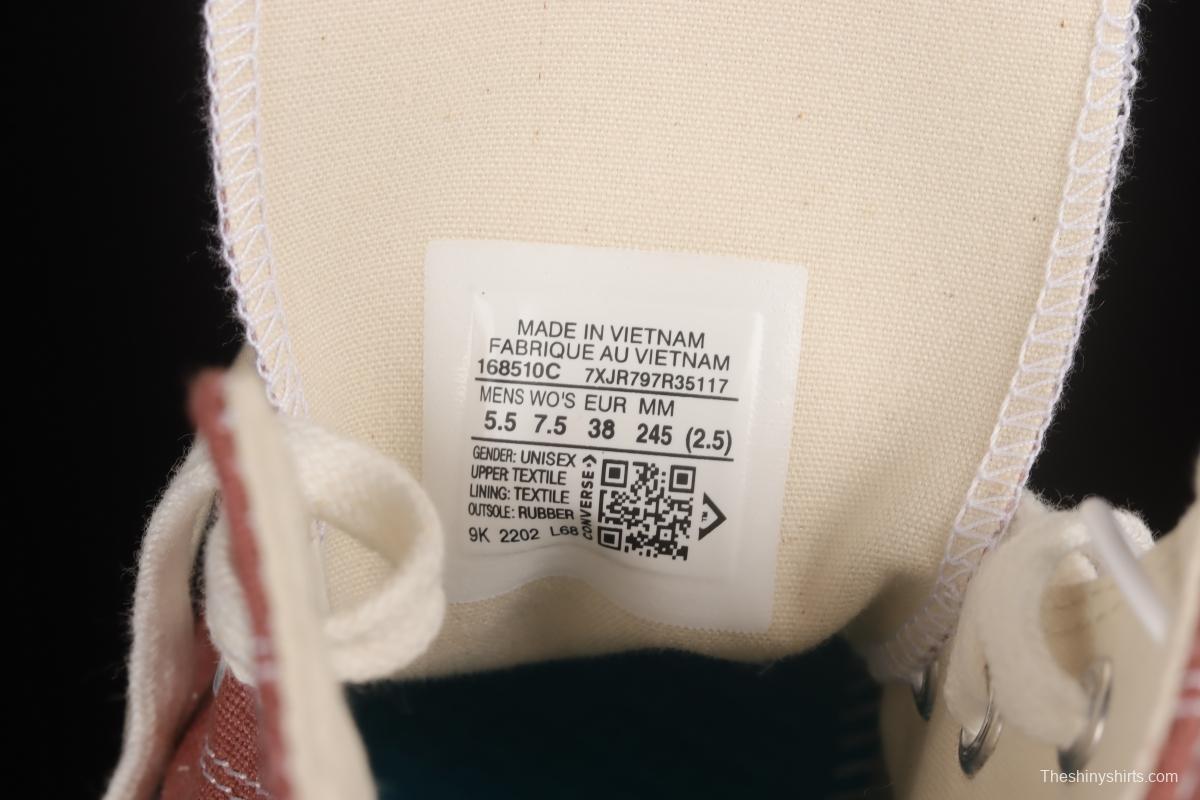 MADE IN VIETNAM
FABRIQUE AU VIETNAM
168510C 7XJR797R35117
MENS WO'S EUR MM
5.5 7.5 38 245 (2.5)
GENDER: UNISEX
UPPER: TEXTILE
LINING: TEXTILE
OUTSOLE: RUBBER
9K 2202 L68
CONVERSE
F
Theshinyshirts.com